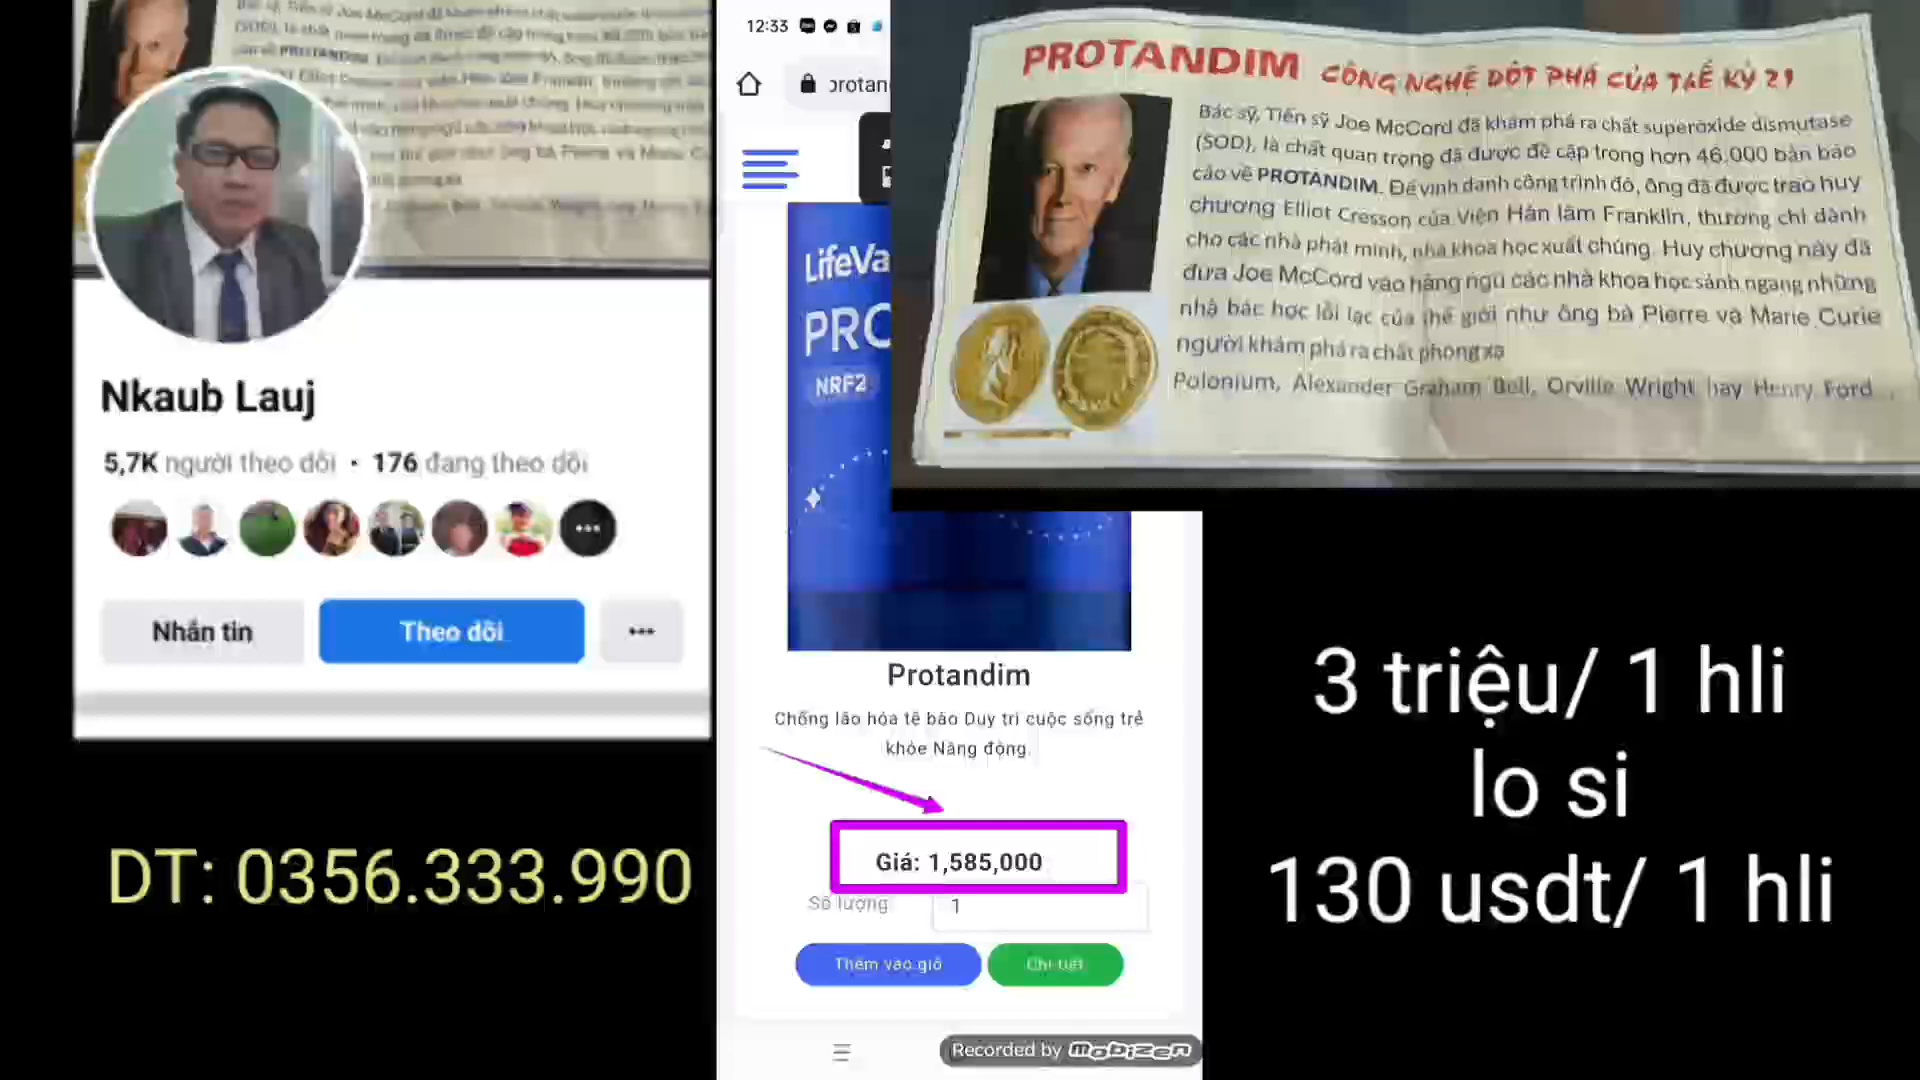 Nkaub Lauj
5,7K người theo dõi • 176 đang theo dõi
Nhắn tin
Theo dõi
DT: 0356.333.990
12:33
protan
LifeVa
PRO
NRF2
Protandim
Chống lão hóa tế bào Duy trì cuộc sống trẻ
khỏe Năng động.
Giá: 1,585,000
Số lượng
1
Thêm vào giỏ
Chi tiết
Recorded by mobizen
PROTANDIM CÔNG NGHỆ ĐỘT PHÁ CỦA THẾ KỶ 21
Bác sỹ, Tiến sỹ Joe McCord đã khám phá ra chất superoxide dismutase
(SOD), là chất quan trọng đã được đề cập trong hơn 46.000 bản báo
cáo về PROTANDIM. Để vinh danh công trình đó, ông đã được trao huy
chương Elliot Cresson của Viện Hàn lâm Franklin, thường chỉ dành
cho các nhà phát minh, nhà khoa học xuất chúng. Huy chương này đã
đưa Joe McCord vào hàng ngũ các nhà khoa học sánh ngang những
nhà bác học lỗi lạc của thế giới như ông bà Pierre và Marie Curie
người khám phá ra chất phóng xạ
Polonium, Alexander Graham Bell, Orville Wright hay Henry Ford
3 triệu/ 1 hli
lo si
130 usdt/ 1 hli